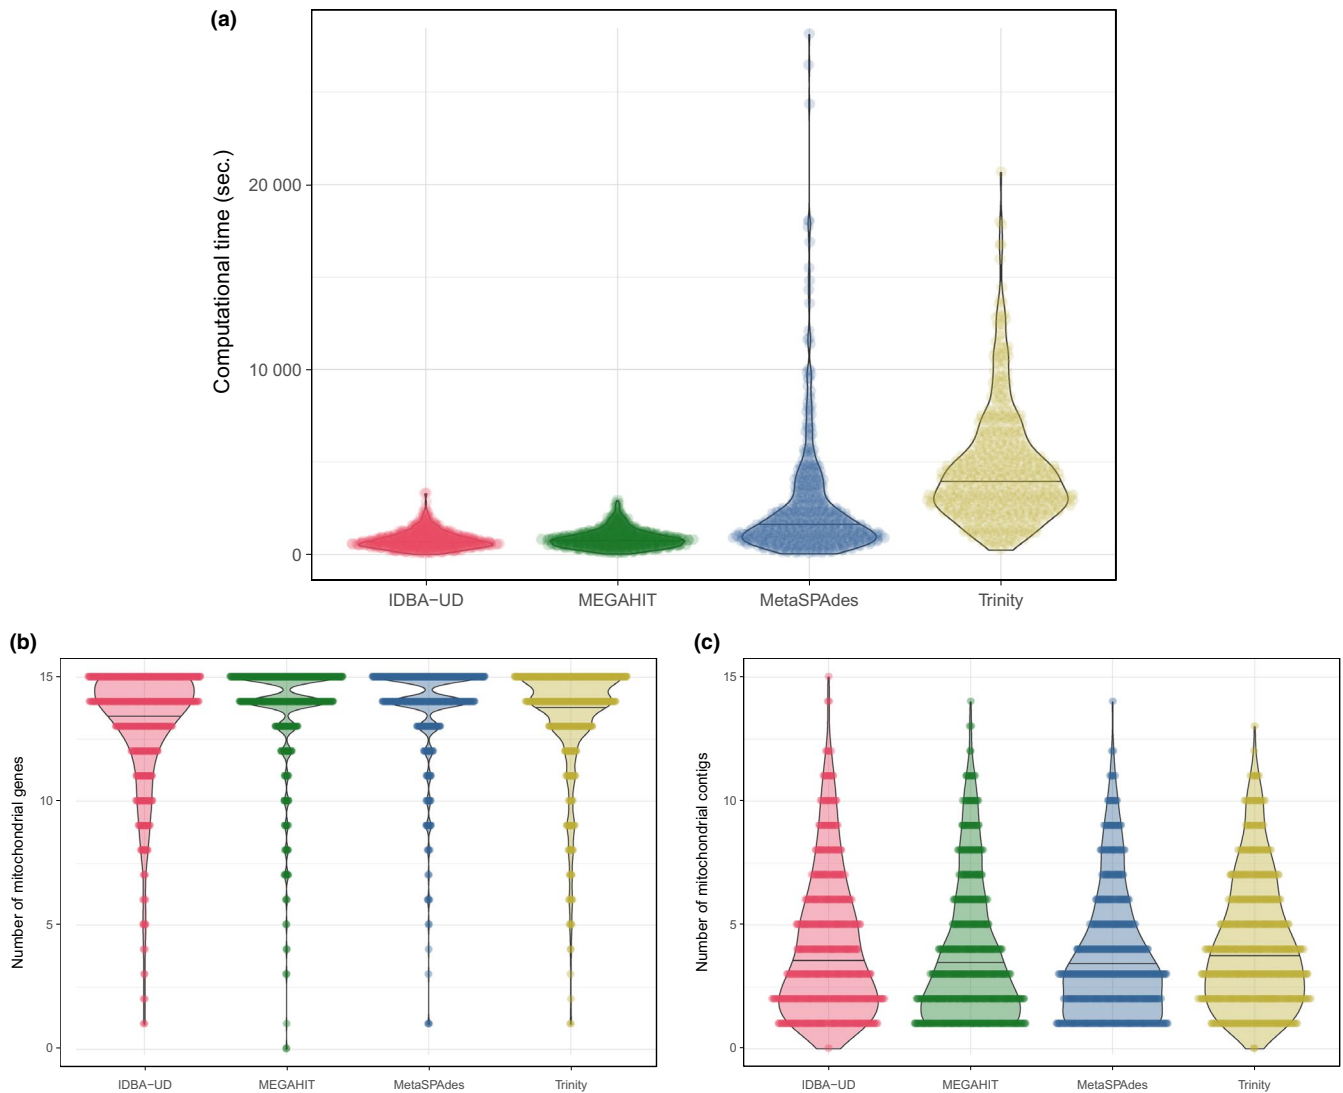 (a)
Computational time (sec.)
20 000
10 000
0
IDBA−UD MEGAHIT MetaSPAdes Trinity
(b)
Number of mitochondrial genes
15
10
5
0
IDBA−UD MEGAHIT MetaSPAdes Trinity
(c)
Number of mitochondrial contigs
15
10
5
0
IDBA−UD MEGAHIT MetaSPAdes Trinity